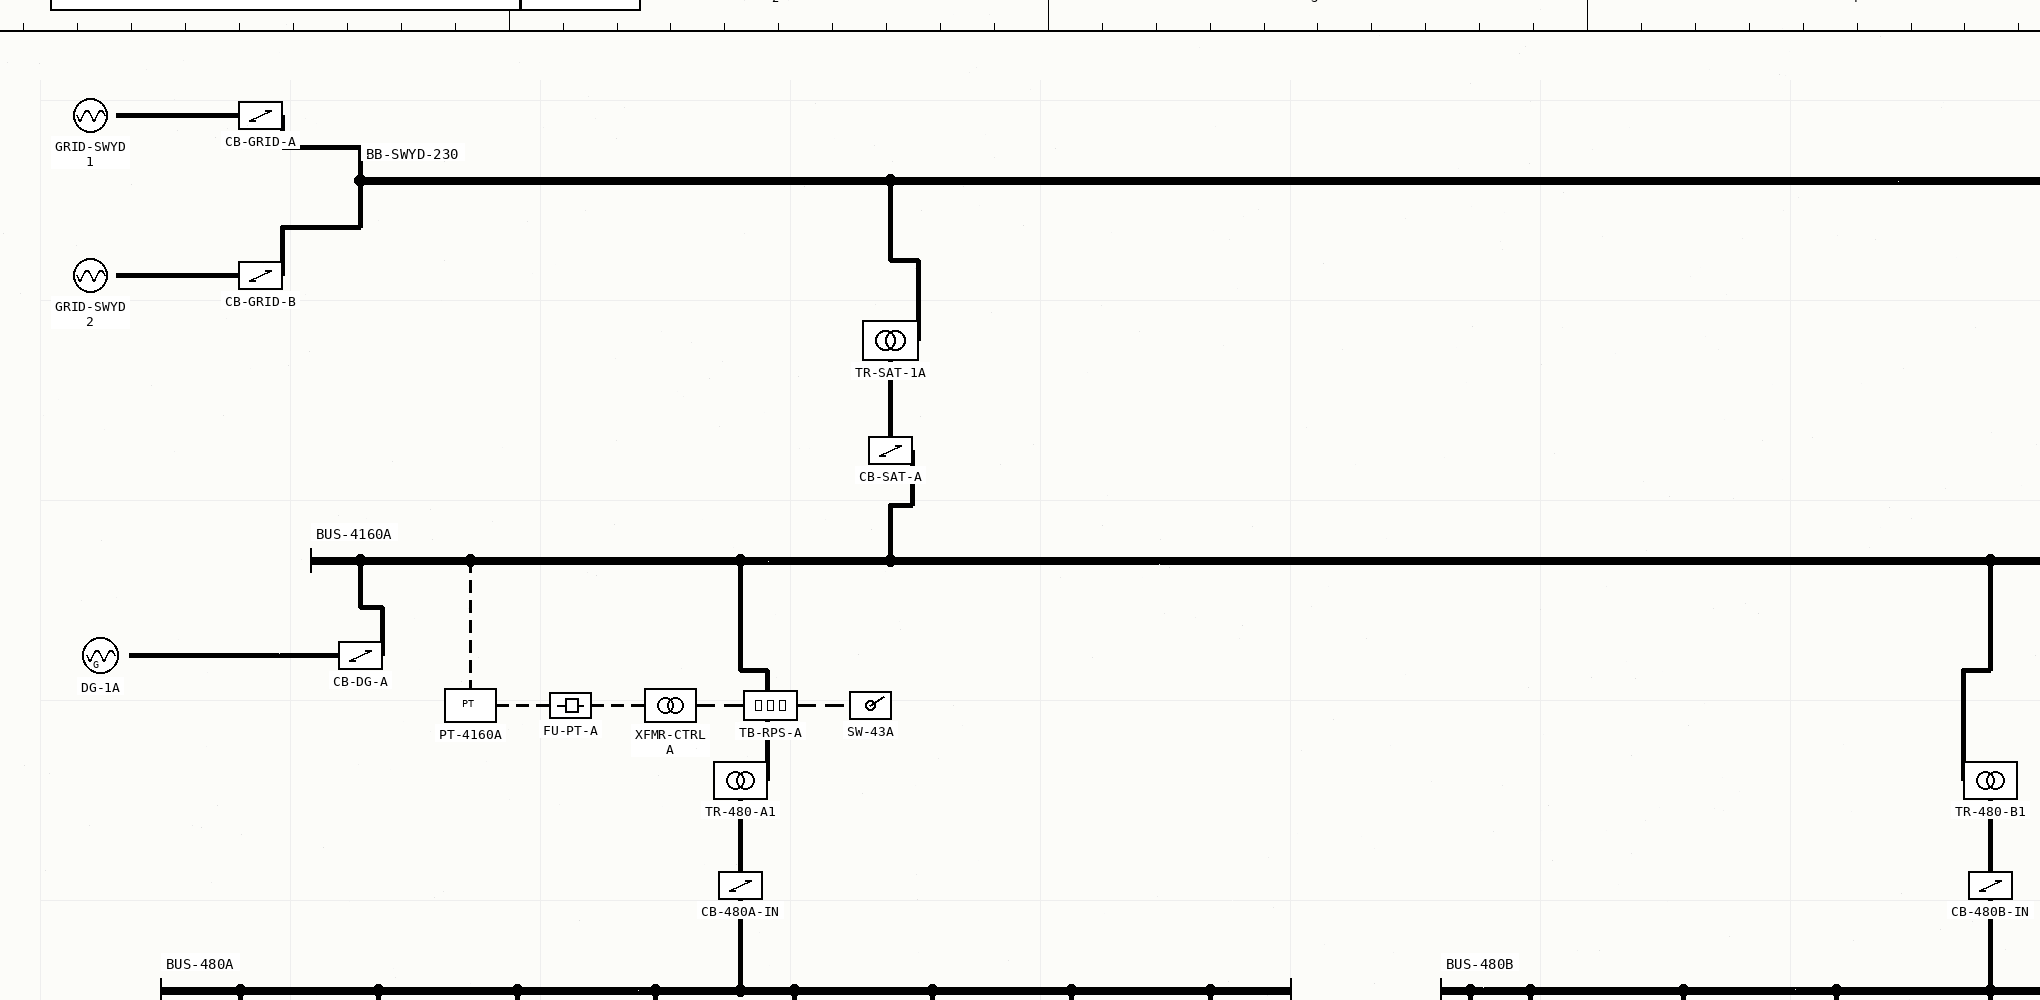 GRID-SWYD
1
CB-GRID-A
BB-SWYD-230
GRID-SWYD
2
CB-GRID-B
TR-SAT-1A
CB-SAT-A
BUS-4160A
G
DG-1A
CB-DG-A
PT
PT-4160A
FU-PT-A
XFMR-CTRL
A
TB-RPS-A
SW-43A
TR-480-A1
TR-480-B1
CB-480A-IN
CB-480B-IN
BUS-480A
BUS-480B